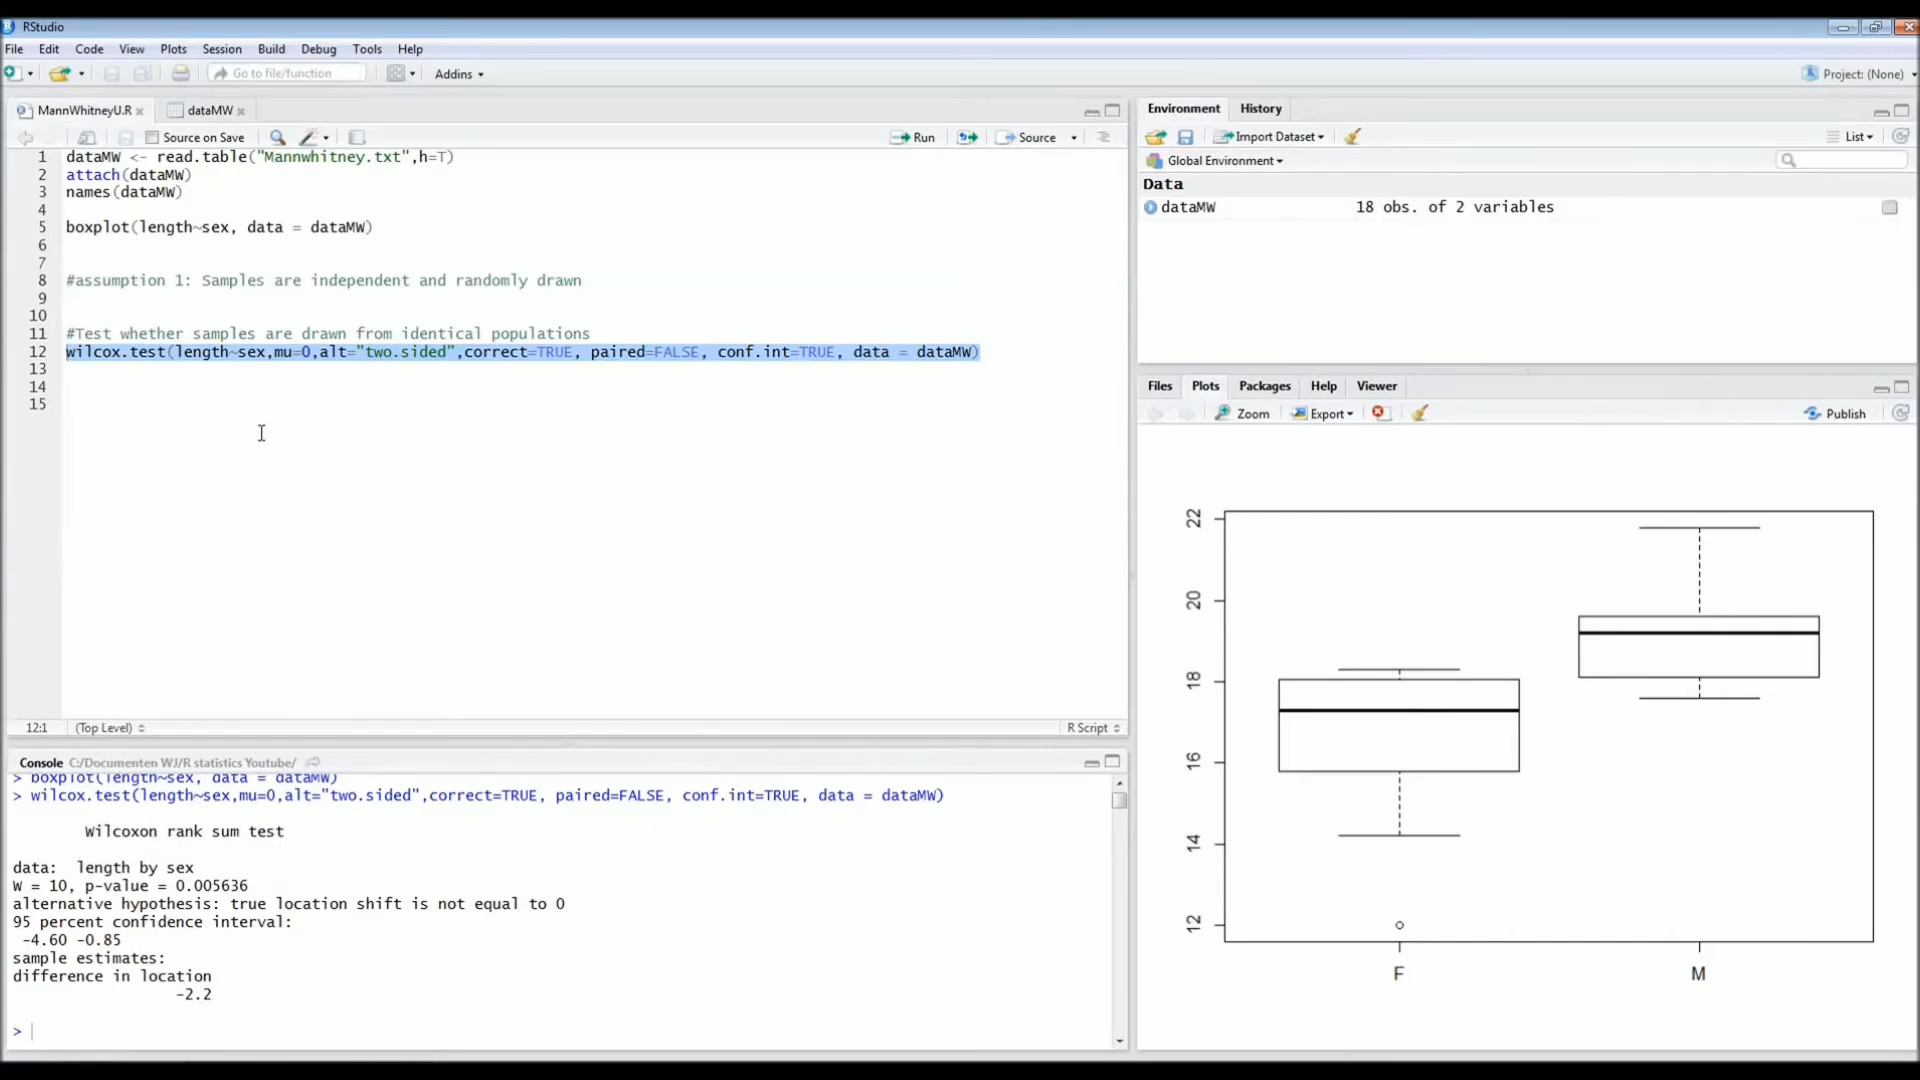 RStudio
File Edit Code View Plots Session Build Debug Tools Help
Go to file/function Addins Project: (None)
MannWhitneyU.R dataMW
Source on Save Run Source
1 dataMW <- read.table("Mannwhitney.txt",h=T)
2 attach(dataMW)
3 names(dataMW)
4
5 boxplot(length~sex, data = dataMW)
6
7
8 #assumption 1: Samples are independent and randomly drawn
9
10
11 #Test whether samples are drawn from identical populations
12 wilcox.test(length~sex,mu=0,alt="two.sided",correct=TRUE, paired=FALSE, conf.int=TRUE, data = dataMW)
13
14
15
12:1 (Top Level) R Script
Console C:/Documenten WJ/R statistics Youtube/
> boxplot(length~sex, data = dataMW)
> wilcox.test(length~sex,mu=0,alt="two.sided",correct=TRUE, paired=FALSE, conf.int=TRUE, data = dataMW)
Wilcoxon rank sum test
data: length by sex
W = 10, p-value = 0.005636
alternative hypothesis: true location shift is not equal to 0
95 percent confidence interval:
-4.60 -0.85
sample estimates:
difference in location
-2.2
>
Environment History
Import Dataset List
Global Environment
Data
dataMW 18 obs. of 2 variables
Files Plots Packages Help Viewer
Zoom Export Publish
22
20
18
16
14
12
F M